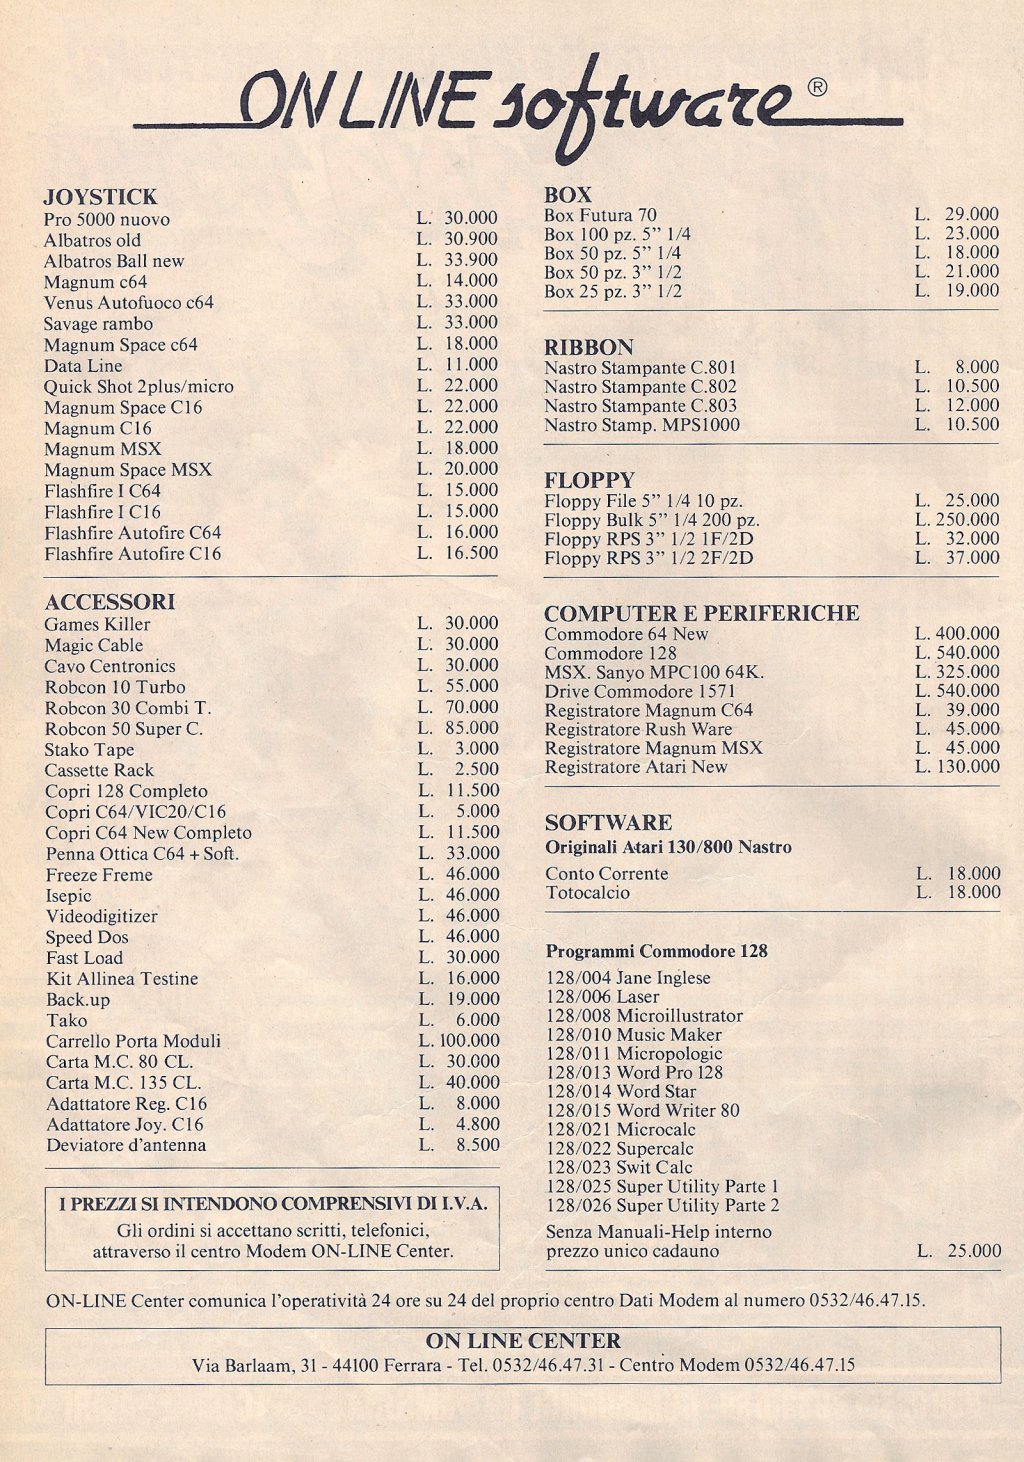 ON LINE software ®
JOYSTICK
Pro 5000 nuovo L. 30.000
Albatros old L. 30.900
Albatros Ball new L. 33.900
Magnum c64 L. 14.000
Venus Autofuoco c64 L. 33.000
Savage rambo L. 33.000
Magnum Space c64 L. 18.000
Data Line L. 11.000
Quick Shot 2plus/micro L. 22.000
Magnum Space C16 L. 22.000
Magnum C16 L. 22.000
Magnum MSX L. 18.000
Magnum Space MSX L. 20.000
Flashfire I C64 L. 15.000
Flashfire I C16 L. 15.000
Flashfire Autofire C64 L. 16.000
Flashfire Autofire C16 L. 16.500
ACCESSORI
Games Killer L. 30.000
Magic Cable L. 30.000
Cavo Centronics L. 30.000
Robcon 10 Turbo L. 55.000
Robcon 30 Combi T. L. 70.000
Robcon 50 Super C. L. 85.000
Stako Tape L. 3.000
Cassette Rack L. 2.500
Copri 128 Completo L. 11.500
Copri C64/VIC20/C16 L. 5.000
Copri C64 New Completo L. 11.500
Penna Ottica C64 + Soft. L. 33.000
Freeze Freme L. 46.000
Isepic L. 46.000
Videodigitizer L. 46.000
Speed Dos L. 46.000
Fast Load L. 30.000
Kit Allinea Testine L. 16.000
Back.up L. 19.000
Tako L. 6.000
Carrello Porta Moduli L. 100.000
Carta M.C. 80 CL. L. 30.000
Carta M.C. 135 CL. L. 40.000
Adattatore Reg. C16 L. 8.000
Adattatore Joy. C16 L. 4.800
Deviatore d'antenna L. 8.500
I PREZZI SI INTENDONO COMPRENSIVI DI I.V.A.
Gli ordini si accettano scritti, telefonici,
attraverso il centro Modem ON-LINE Center.
BOX
Box Futura 70 L. 29.000
Box 100 pz. 5" 1/4 L. 23.000
Box 50 pz. 5" 1/4 L. 18.000
Box 50 pz. 3" 1/2 L. 21.000
Box 25 pz. 3" 1/2 L. 19.000
RIBBON
Nastro Stampante C.801 L. 8.000
Nastro Stampante C.802 L. 10.500
Nastro Stampante C.803 L. 12.000
Nastro Stamp. MPS1000 L. 10.500
FLOPPY
Floppy File 5" 1/4 10 pz. L. 25.000
Floppy Bulk 5" 1/4 200 pz. L. 250.000
Floppy RPS 3" 1/2 1F/2D L. 32.000
Floppy RPS 3" 1/2 2F/2D L. 37.000
COMPUTER E PERIFERICHE
Commodore 64 New L. 400.000
Commodore 128 L. 540.000
MSX. Sanyo MPC100 64K. L. 325.000
Drive Commodore 1571 L. 540.000
Registratore Magnum C64 L. 39.000
Registratore Rush Ware L. 45.000
Registratore Magnum MSX L. 45.000
Registratore Atari New L. 130.000
SOFTWARE
Originali Atari 130/800 Nastro
Conto Corrente L. 18.000
Totocalcio L. 18.000
Programmi Commodore 128
128/004 Jane Inglese
128/006 Laser
128/008 Microillustrator
128/010 Music Maker
128/011 Micropologic
128/013 Word Pro 128
128/014 Word Star
128/015 Word Writer 80
128/021 Microcalc
128/022 Supercalc
128/023 Swit Calc
128/025 Super Utility Parte 1
128/026 Super Utility Parte 2
Senza Manuali-Help interno
prezzo unico cadauno L. 25.000
ON-LINE Center comunica l'operatività 24 ore su 24 del proprio centro Dati Modem al numero 0532/46.47.15.
ON LINE CENTER
Via Barlaam, 31 - 44100 Ferrara - Tel. 0532/46.47.31 - Centro Modem 0532/46.47.15